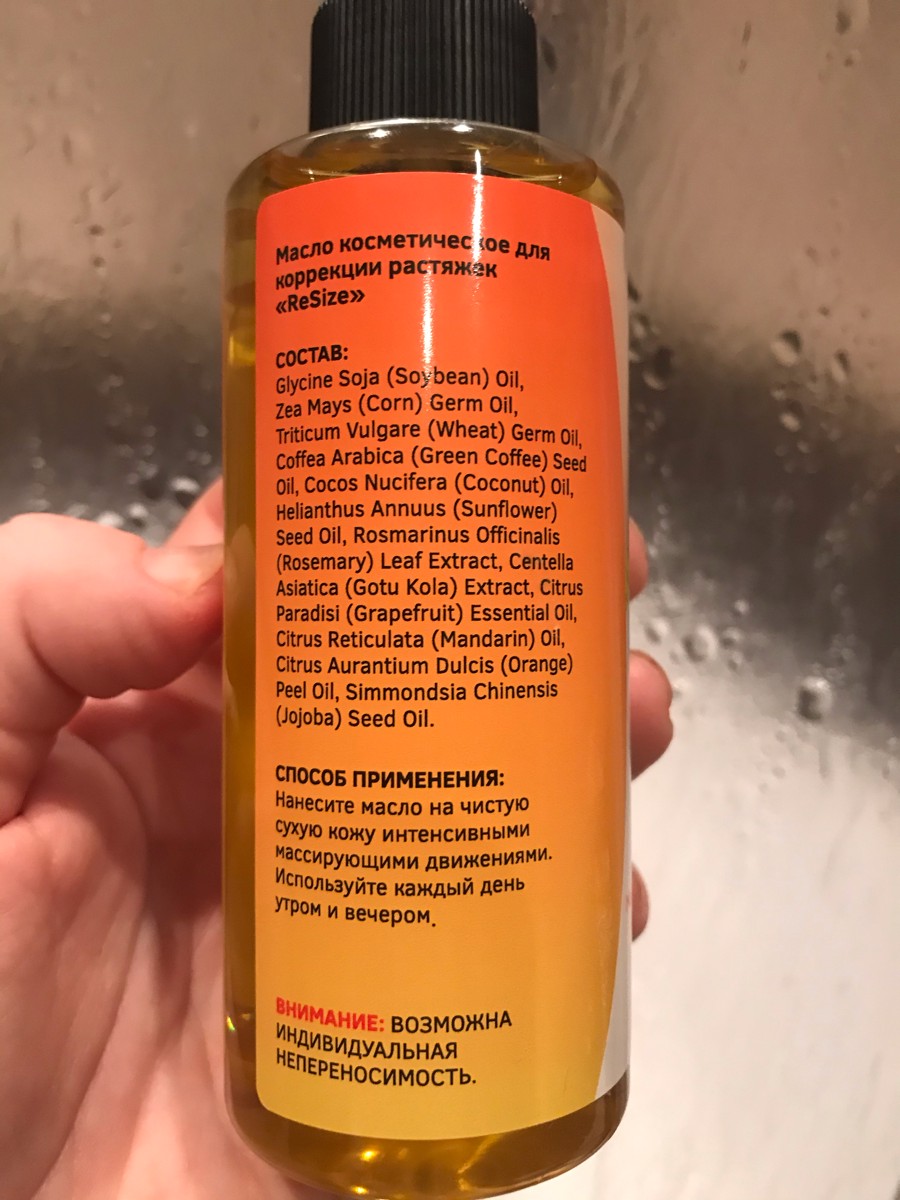 Масло косметическое для
коррекции растяжек
«ReSize»
СОСТАВ:
Glycine Soja (Soybean) Oil,
Zea Mays (Corn) Germ Oil,
Triticum Vulgare (Wheat) Germ Oil,
Coffea Arabica (Green Coffee) Seed
Oil, Cocos Nucifera (Coconut) Oil,
Helianthus Annuus (Sunflower)
Seed Oil, Rosmarinus Officinalis
(Rosemary) Leaf Extract, Centella
Asiatica (Gotu Kola) Extract, Citrus
Paradisi (Grapefruit) Essential Oil,
Citrus Reticulata (Mandarin) Oil,
Citrus Aurantium Dulcis (Orange)
Peel Oil, Simmondsia Chinensis
(Jojoba) Seed Oil.
СПОСОБ ПРИМЕНЕНИЯ:
Нанесите масло на чистую
сухую кожу интенсивными
массирующими движениями.
Используйте каждый день
утром и вечером.
ВНИМАНИЕ: ВОЗМОЖНА
ИНДИВИДУАЛЬНАЯ
НЕПЕРЕНОСИМОСТЬ.